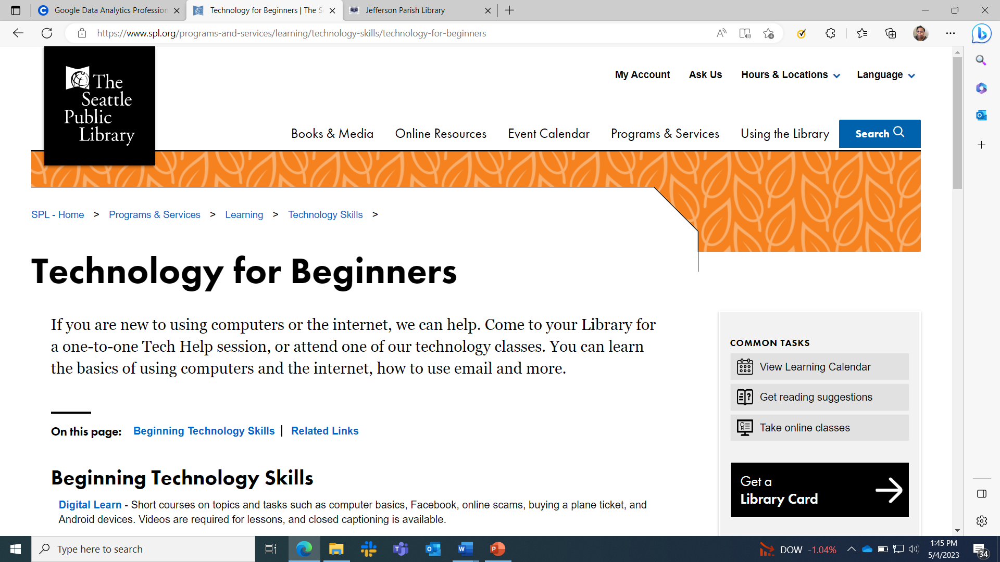 Google Data Analytics Profession
Technology for Beginners | The S
Jefferson Parish Library
https://www.spl.org/programs-and-services/learning/technology-skills/technology-for-beginners
The
Seattle
Public
Library
My Account
Ask Us
Hours & Locations
Language
Books & Media
Online Resources
Event Calendar
Programs & Services
Using the Library
Search
SPL - Home > Programs & Services > Learning > Technology Skills >
Technology for Beginners
If you are new to using computers or the internet, we can help. Come to your Library for
a one-to-one Tech Help session, or attend one of our technology classes. You can learn
the basics of using computers and the internet, how to use email and more.
On this page: Beginning Technology Skills | Related Links
Beginning Technology Skills
Digital Learn - Short courses on topics and tasks such as computer basics, Facebook, online scams, buying a plane ticket, and
Android devices. Videos are required for lessons, and closed captioning is available.
COMMON TASKS
View Learning Calendar
Get reading suggestions
Take online classes
Get a
Library Card
Type here to search
DOW -1.04%
1:45 PM
5/4/2023
34